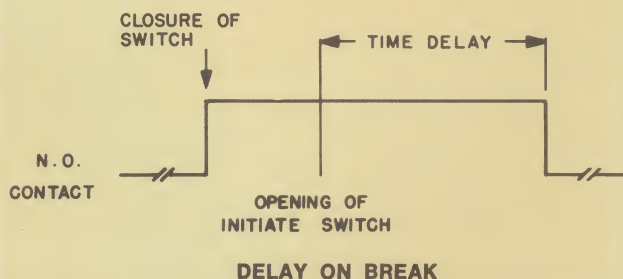 CLOSURE OF
SWITCH
TIME DELAY
N.O.
CONTACT
OPENING OF
INITIATE SWITCH
DELAY ON BREAK